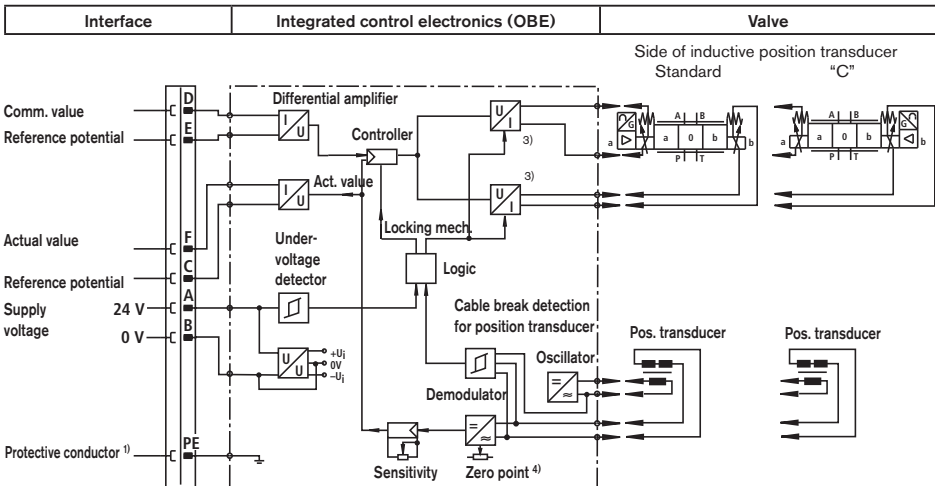 Interface
Integrated control electronics (OBE)
Valve
Side of inductive position transducer
Standard
“C”
D
Comm. value
E
Reference potential
Differential amplifier
I
U
Controller
U
I
3)
A B
G
a 0 b
a
b
P T
A B
G
a 0 b
a
b
P T
I
U
Act. value
U
I
3)
Locking mech.
F
Actual value
C
Reference potential
Under-
voltage
detector
Logic
A
Supply
voltage
24 V
B
0 V
U
U
+Ui
0V
–Ui
Cable break detection
for position transducer
Oscillator
=
≈
Demodulator
Pos. transducer
Pos. transducer
PE
Protective conductor 1)
Sensitivity
=
≈
Zero point 4)